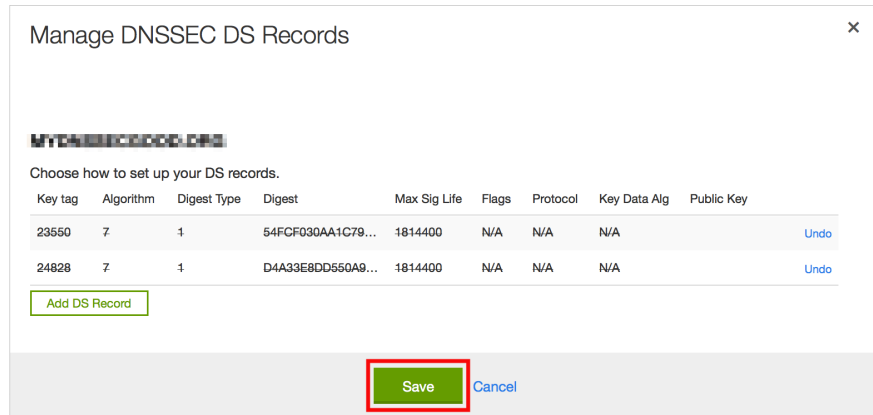 Manage DNSSEC DS Records ×
Choose how to set up your DS records.
Key tag Algorithm Digest Type Digest Max Sig Life Flags Protocol Key Data Alg Public Key
23550 7 1 54FCF030AA1C79... 1814400 N/A N/A N/A Undo
24828 7 1 D4A33E8DD550A9... 1814400 N/A N/A N/A Undo
Add DS Record
Save Cancel